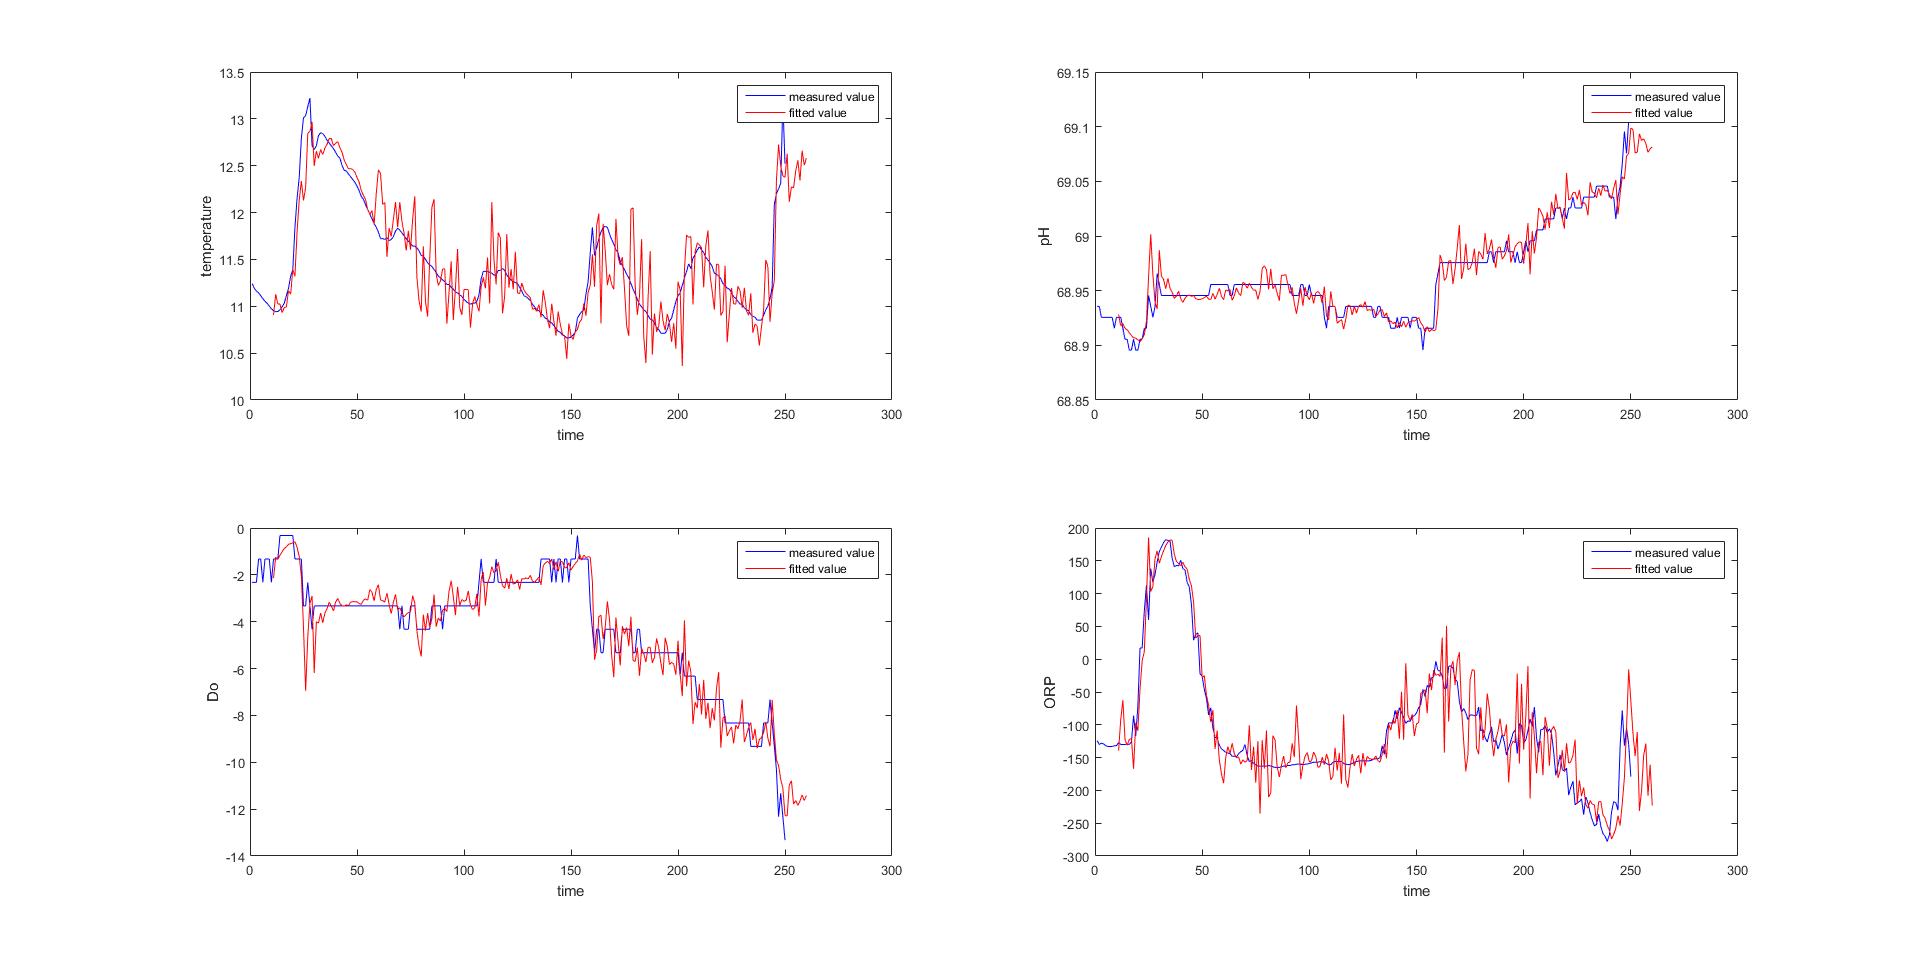 13.5
13
12.5
12
11.5
11
10.5
10
temperature
0 50 100 150 200 250 300
time
measured value
fitted value
69.15
69.1
69.05
69
68.95
68.9
68.85
pH
0 50 100 150 200 250 300
time
measured value
fitted value
0
-2
-4
-6
-8
-10
-12
-14
Do
0 50 100 150 200 250 300
time
measured value
fitted value
200
150
100
50
0
-50
-100
-150
-200
-250
-300
ORP
0 50 100 150 200 250 300
time
measured value
fitted value